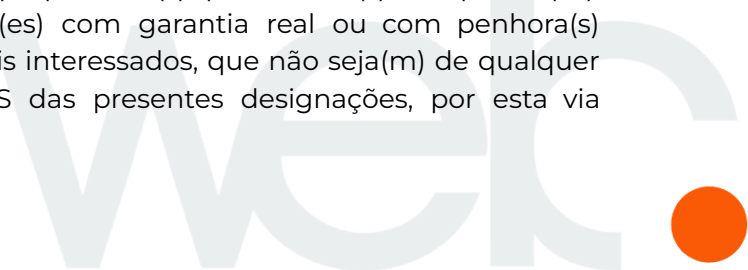 (es) com garantia real ou com penhora(s)
is interessados, que não seja(m) de qualquer
S das presentes designações, por esta via